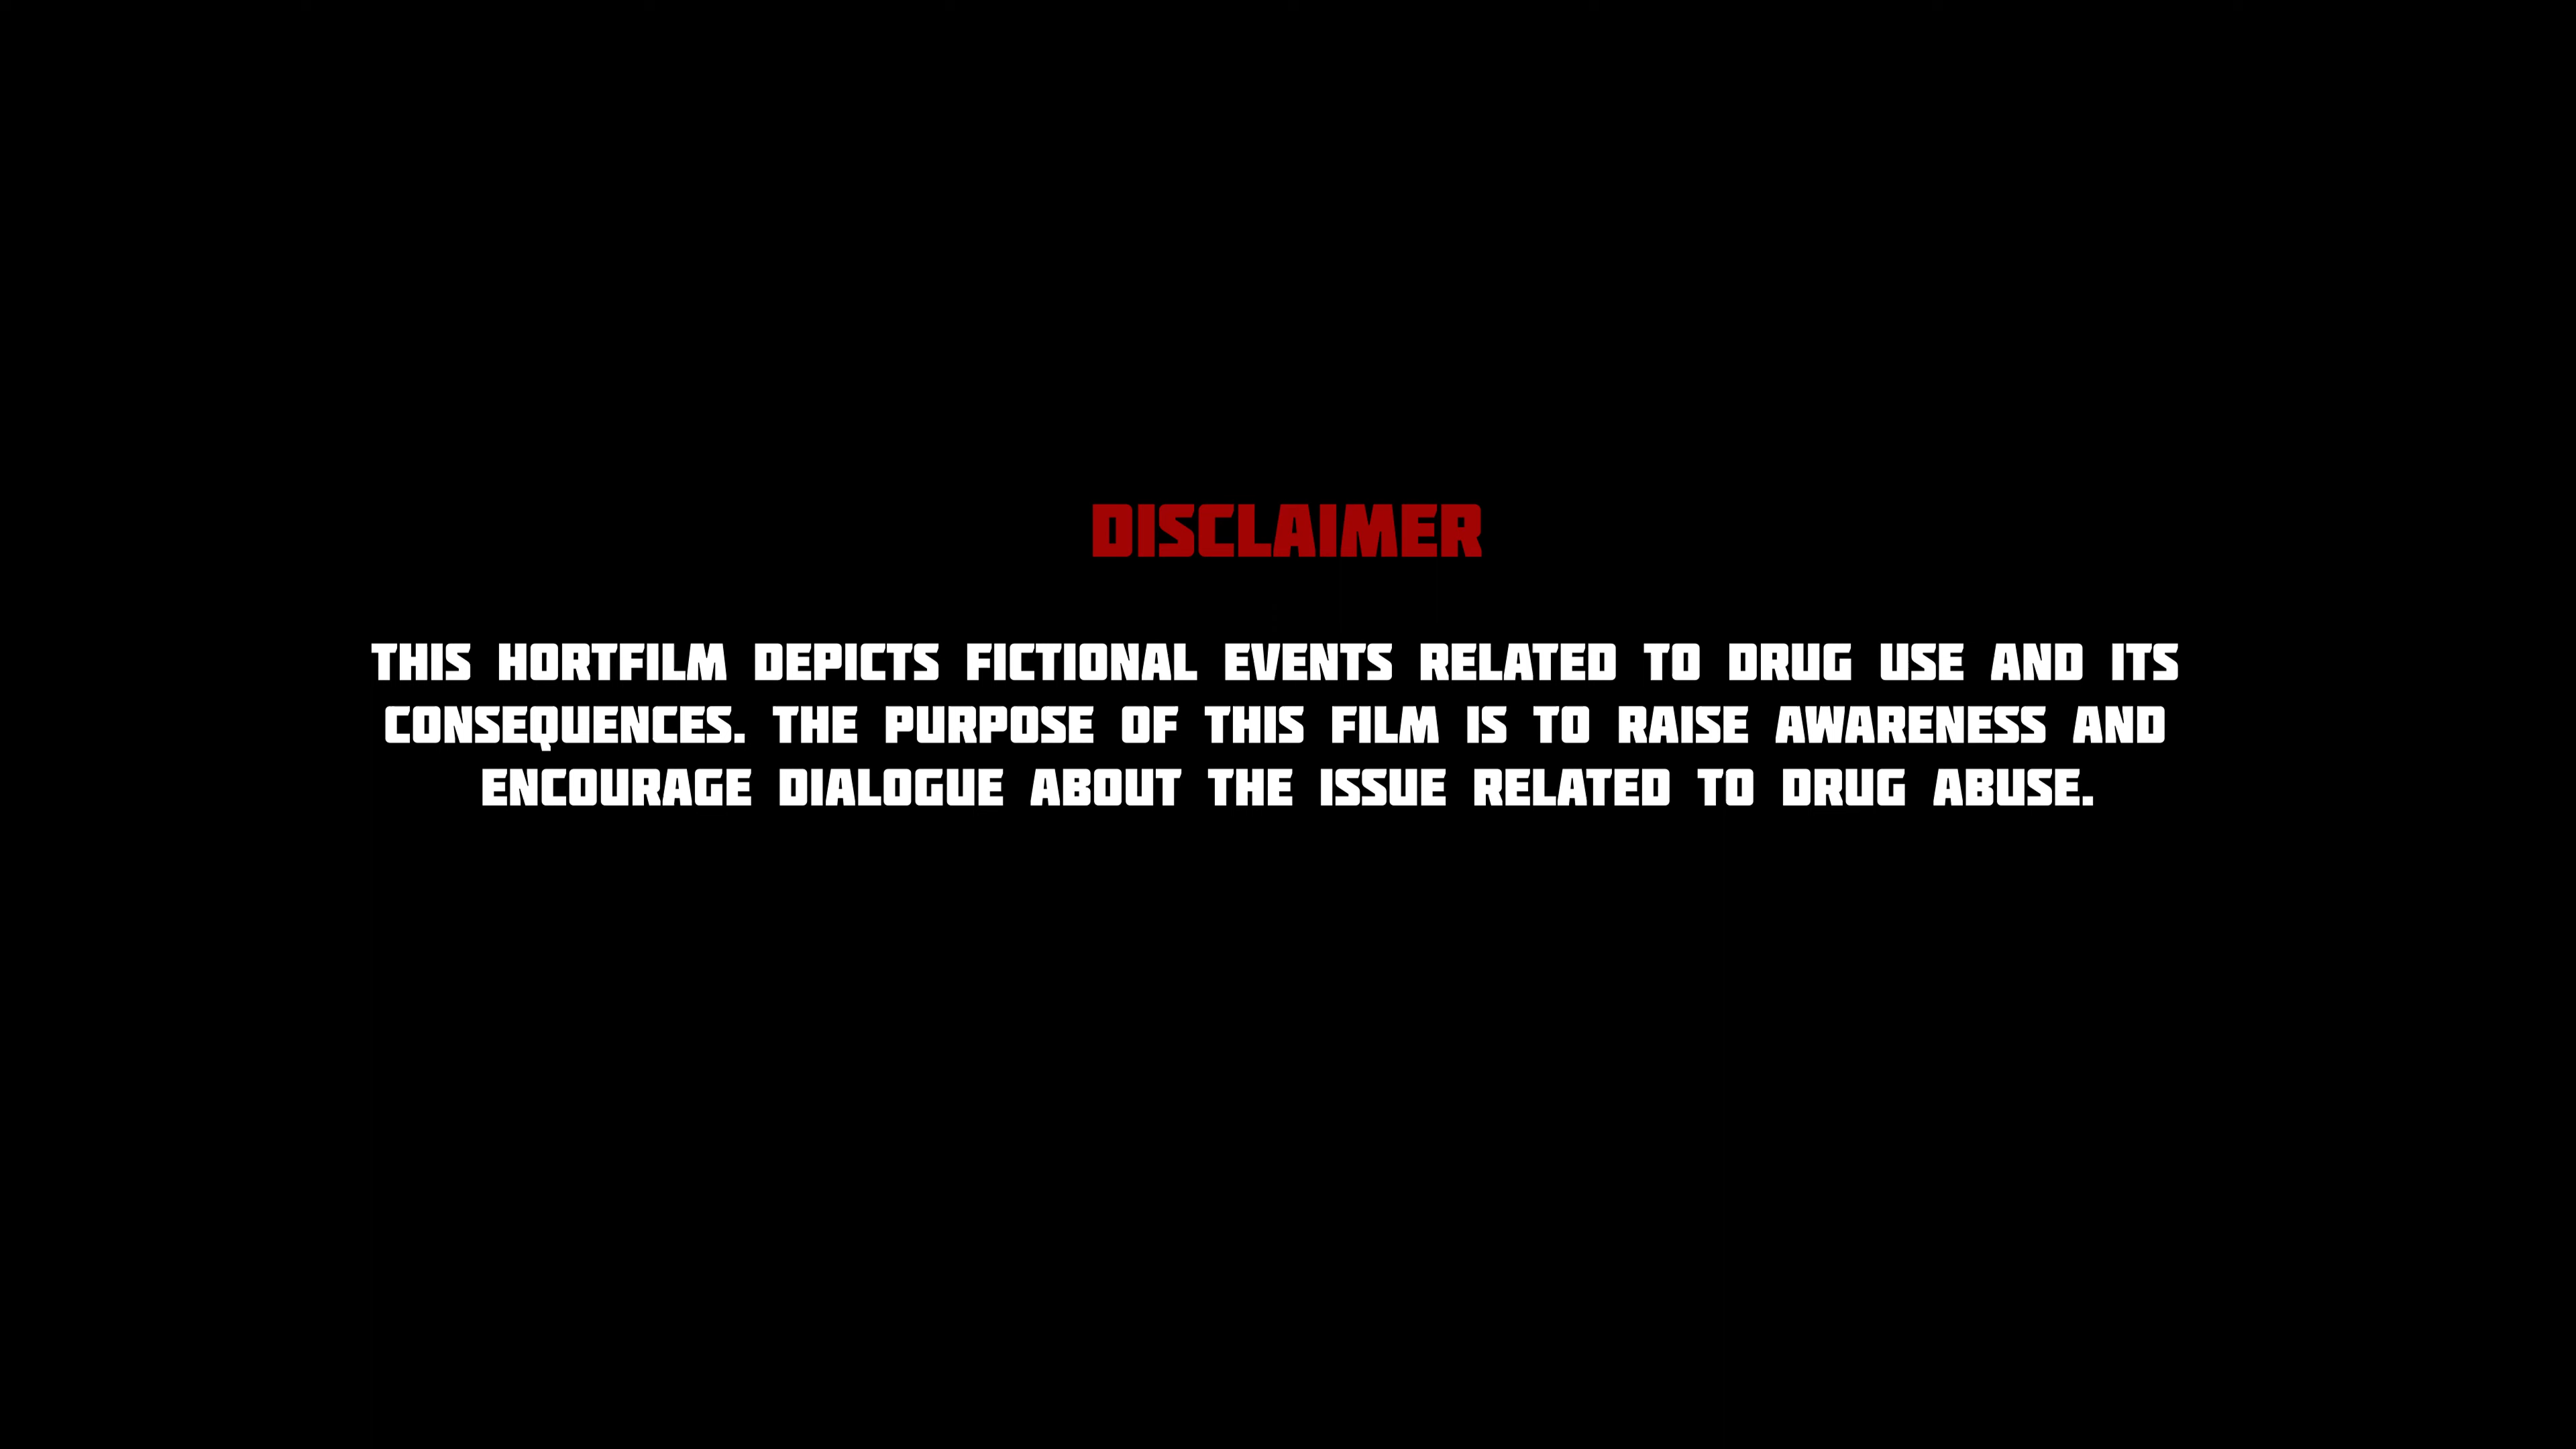 DISCLAIMER
THIS HORTFILM DEPICTS FICTIONAL EVENTS RELATED TO DRUG USE AND ITS
CONSEQUENCES. THE PURPOSE OF THIS FILM IS TO RAISE AWARENESS AND
ENCOURAGE DIALOGUE ABOUT THE ISSUE RELATED TO DRUG ABUSE.